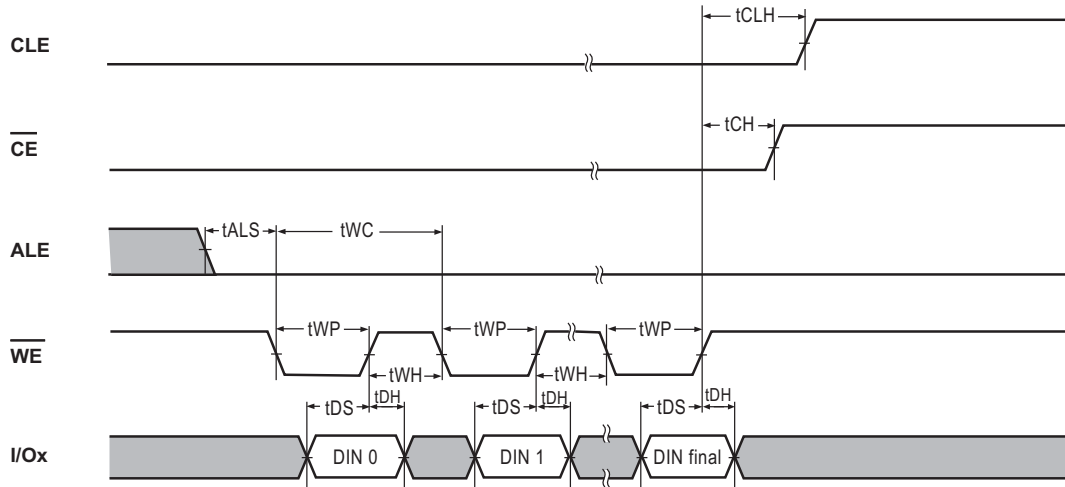 tCLH
CLE
tCH
CE
tALS
tWC
ALE
tWP
tWP
tWP
WE
tWH
tWH
tDS
tDH
tDS
tDH
tDS
tDH
I/Ox
DIN 0
DIN 1
DIN final